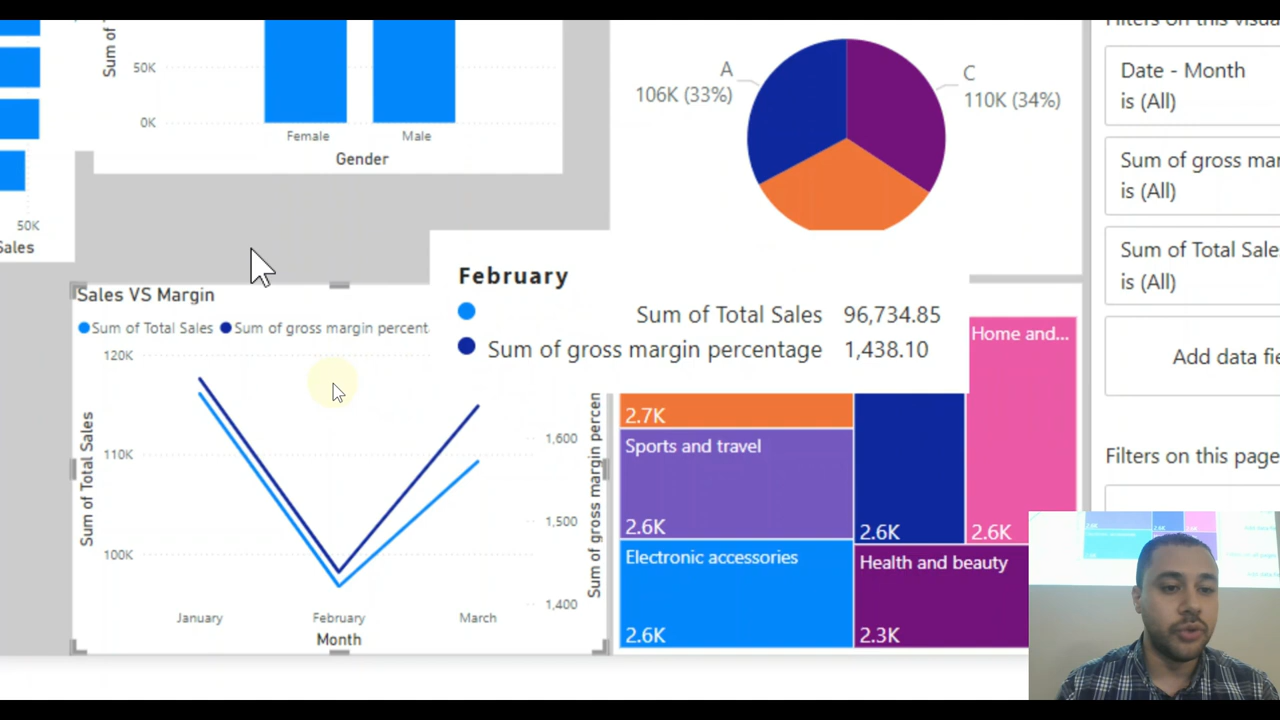 Sum of
50K
0K
Female
Male
Gender
50K
Sales
A
106K (33%)
C
110K (34%)
Filters on this visua
Date - Month
is (All)
Sum of gross mar
is (All)
Sum of Total Sale
is (All)
Add data fie
Filters on this page
February
Sum of Total Sales 96,734.85
Sum of gross margin percentage 1,438.10
Sales VS Margin
Sum of Total Sales Sum of gross margin percent
120K
110K
100K
Sum of Total Sales
January
February
March
Month
1,600
1,500
1,400
Sum of gross margin percen
2.7K
Sports and travel
2.6K
Electronic accessories
2.6K
2.6K
Home and...
2.6K
Health and beauty
2.3K